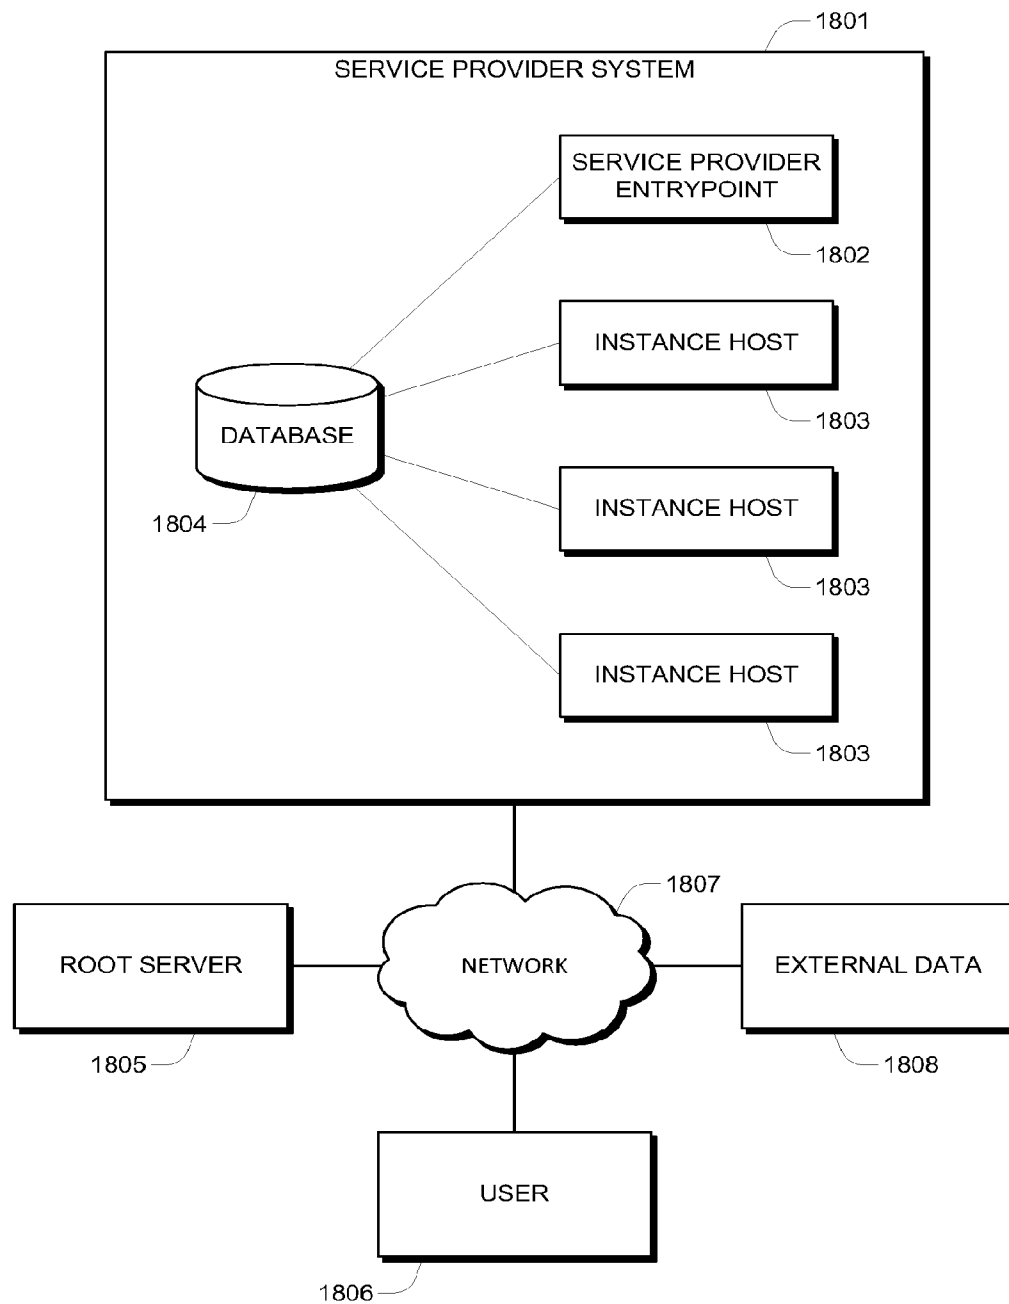 1801
SERVICE PROVIDER SYSTEM
SERVICE PROVIDER
ENTRYPOINT
1802
INSTANCE HOST
1803
DATABASE
1804
INSTANCE HOST
1803
INSTANCE HOST
1803
1807
ROOT SERVER
NETWORK
EXTERNAL DATA
1805
1808
USER
1806